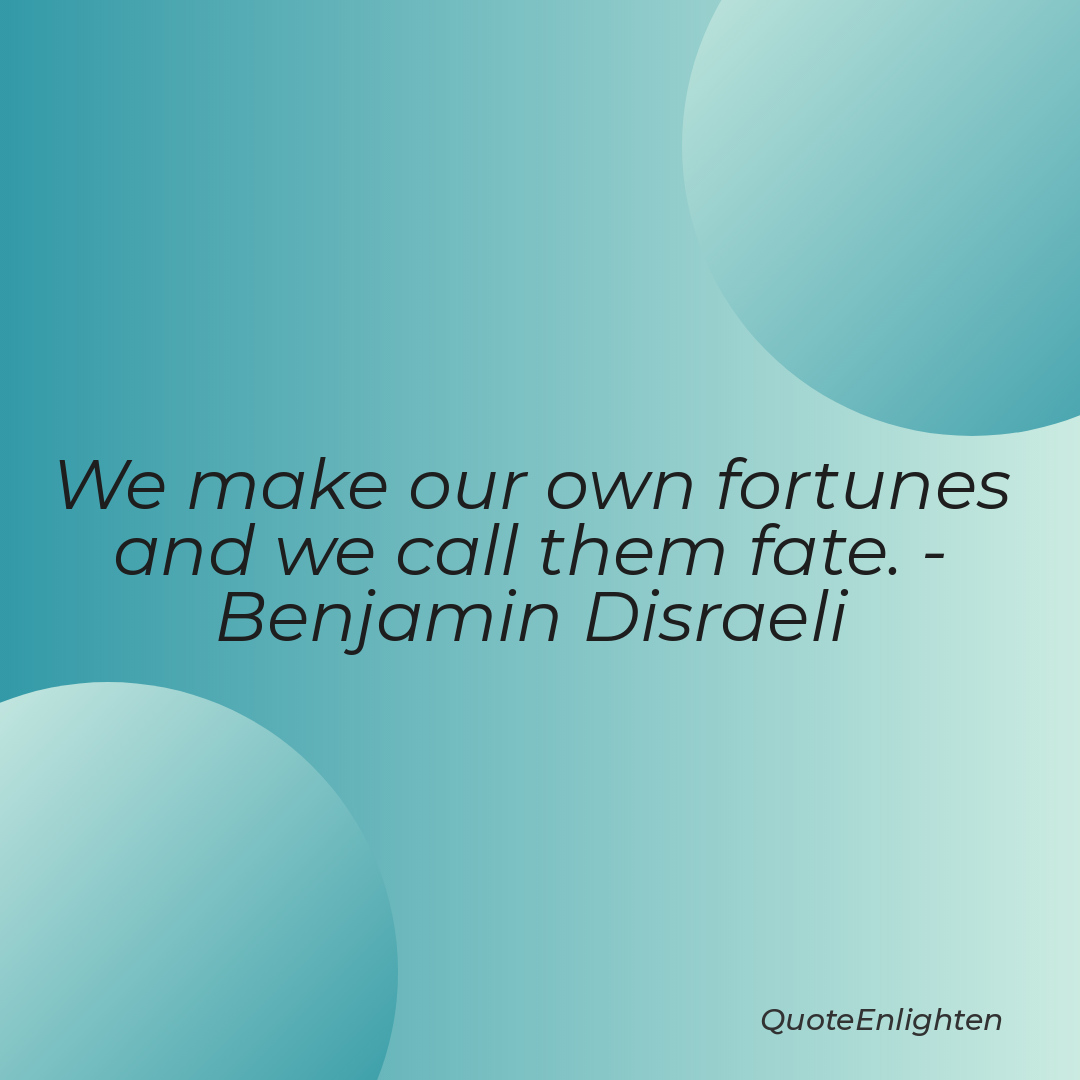 We make our own fortunes
and we call them fate. -
Benjamin Disraeli
QuoteEnlighten